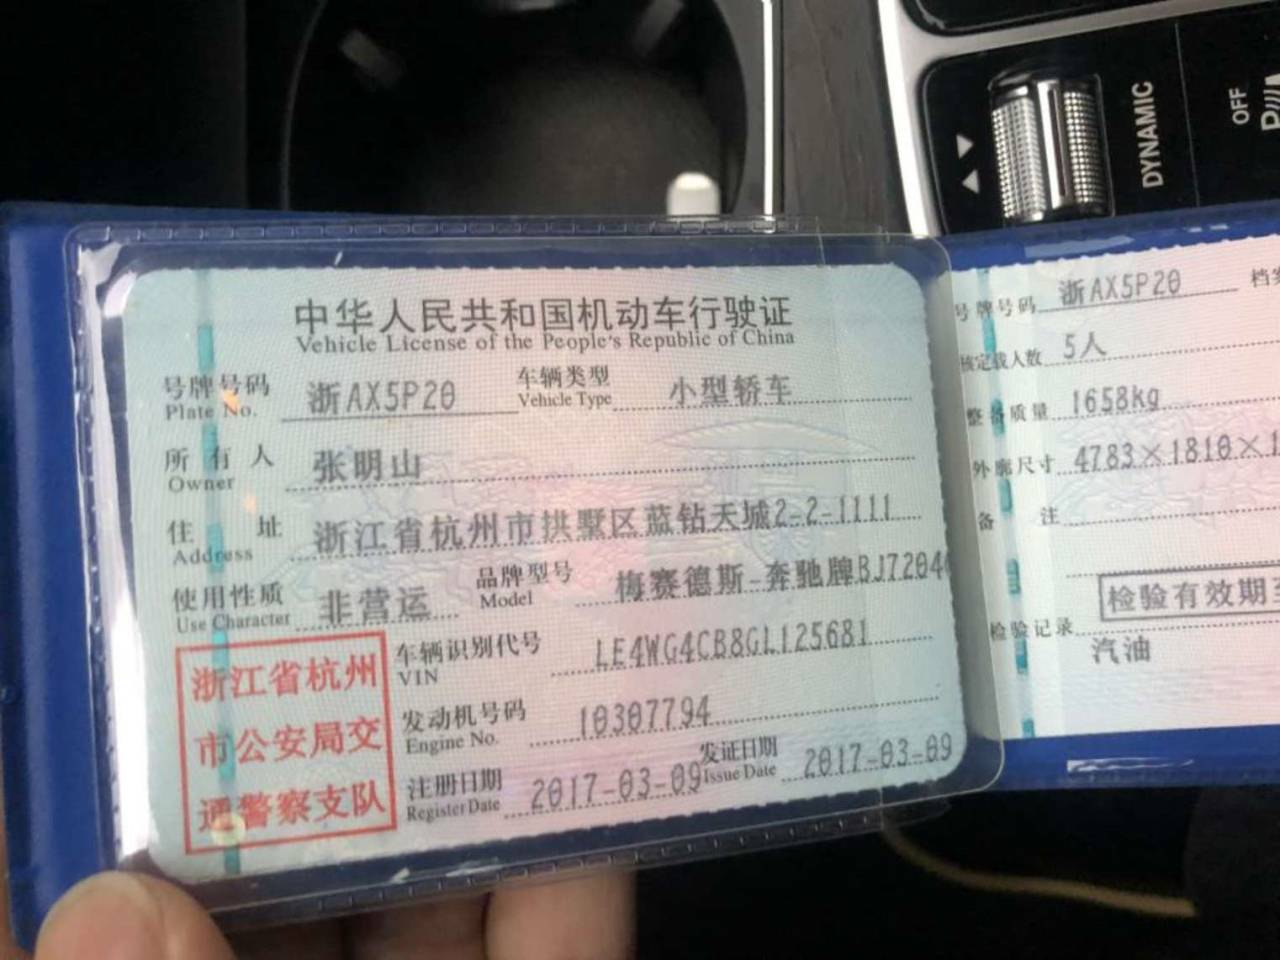 DYNAMIC
OFF
中华人民共和国机动车行驶证
Vehicle License of the People's Republic of China
号牌号码 浙AX5P20 车辆类型 小型轿车
Plate No. Vehicle Type
所有人 张明山
Owner
住址 浙江省杭州市拱墅区蓝钻天城2-2-1111
Address
使用性质 非营运 品牌型号 梅赛德斯-奔驰牌BJ7204
Use Character Model
浙江省杭州
市公安局交
通警察支队
车辆识别代号 LE4WG4CB8GL125681
VIN
发动机号码 10307794
Engine No.
注册日期 2017-03-09 发证日期 2017-03-09
Register Date Issue Date
号牌号码 浙AX5P20 档案
核定载人数 5人
整备质量 1658kg
外廓尺寸 4783×1810×1
备注
检验有效期至
检验记录
汽油